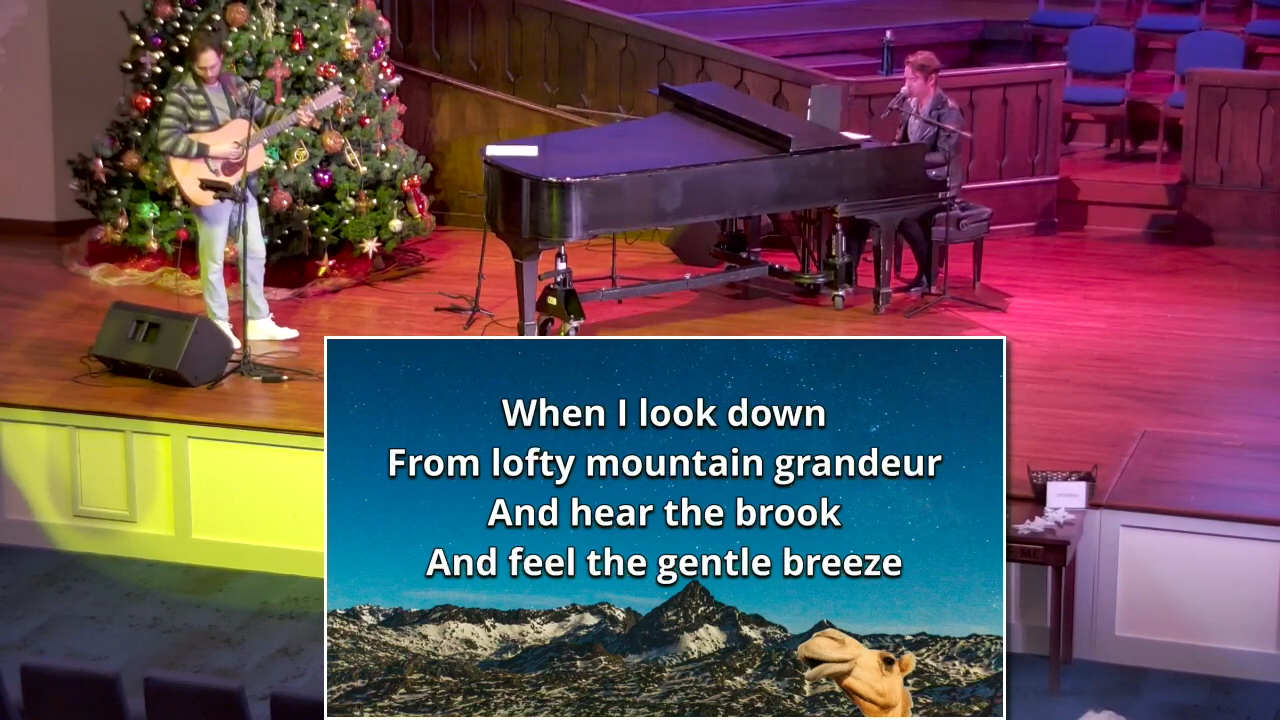 When I look down
From lofty mountain grandeur
And hear the brook
And feel the gentle breeze